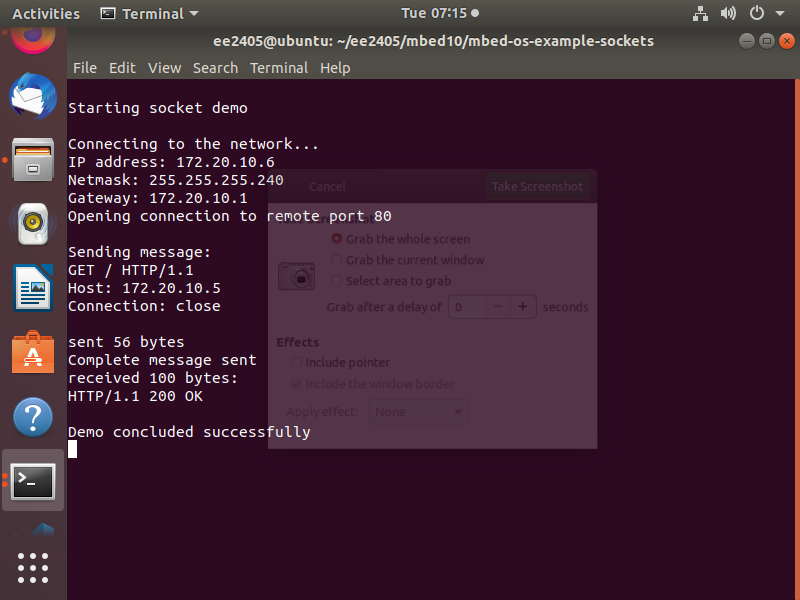 Activities Terminal Tue 07:15
ee2405@ubuntu: ~/ee2405/mbed10/mbed-os-example-sockets
File Edit View Search Terminal Help
Starting socket demo
Connecting to the network...
IP address: 172.20.10.6
Netmask: 255.255.255.240
Cancel Take Screenshot
Gateway: 172.20.10.1
Opening connection to remote port 80
Grab the whole screen
Sending message:
Grab the current window
GET / HTTP/1.1
Select area to grab
Host: 172.20.10.5
Connection: close
Grab after a delay of 0 − + seconds
sent 56 bytes
Effects
Complete message sent
Include pointer
received 100 bytes:
Include the window border
HTTP/1.1 200 OK
Apply effect: None
Demo concluded successfully